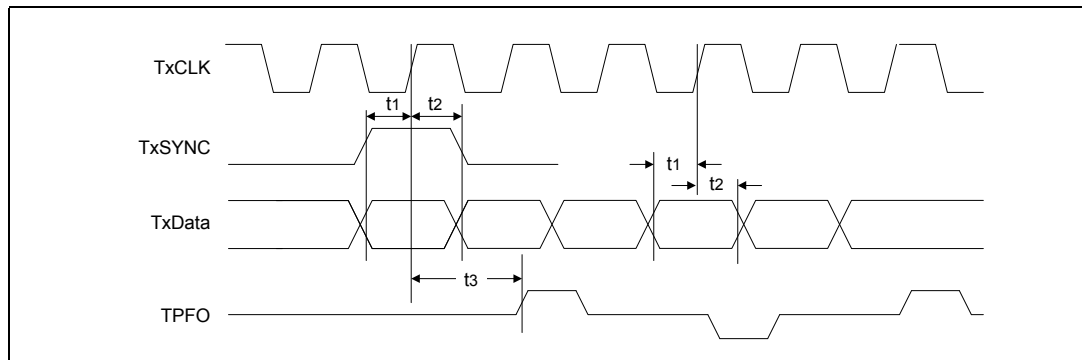 TxCLK
t1 t2
TxSYNC
t1
t2
TxData
t3
TPFO